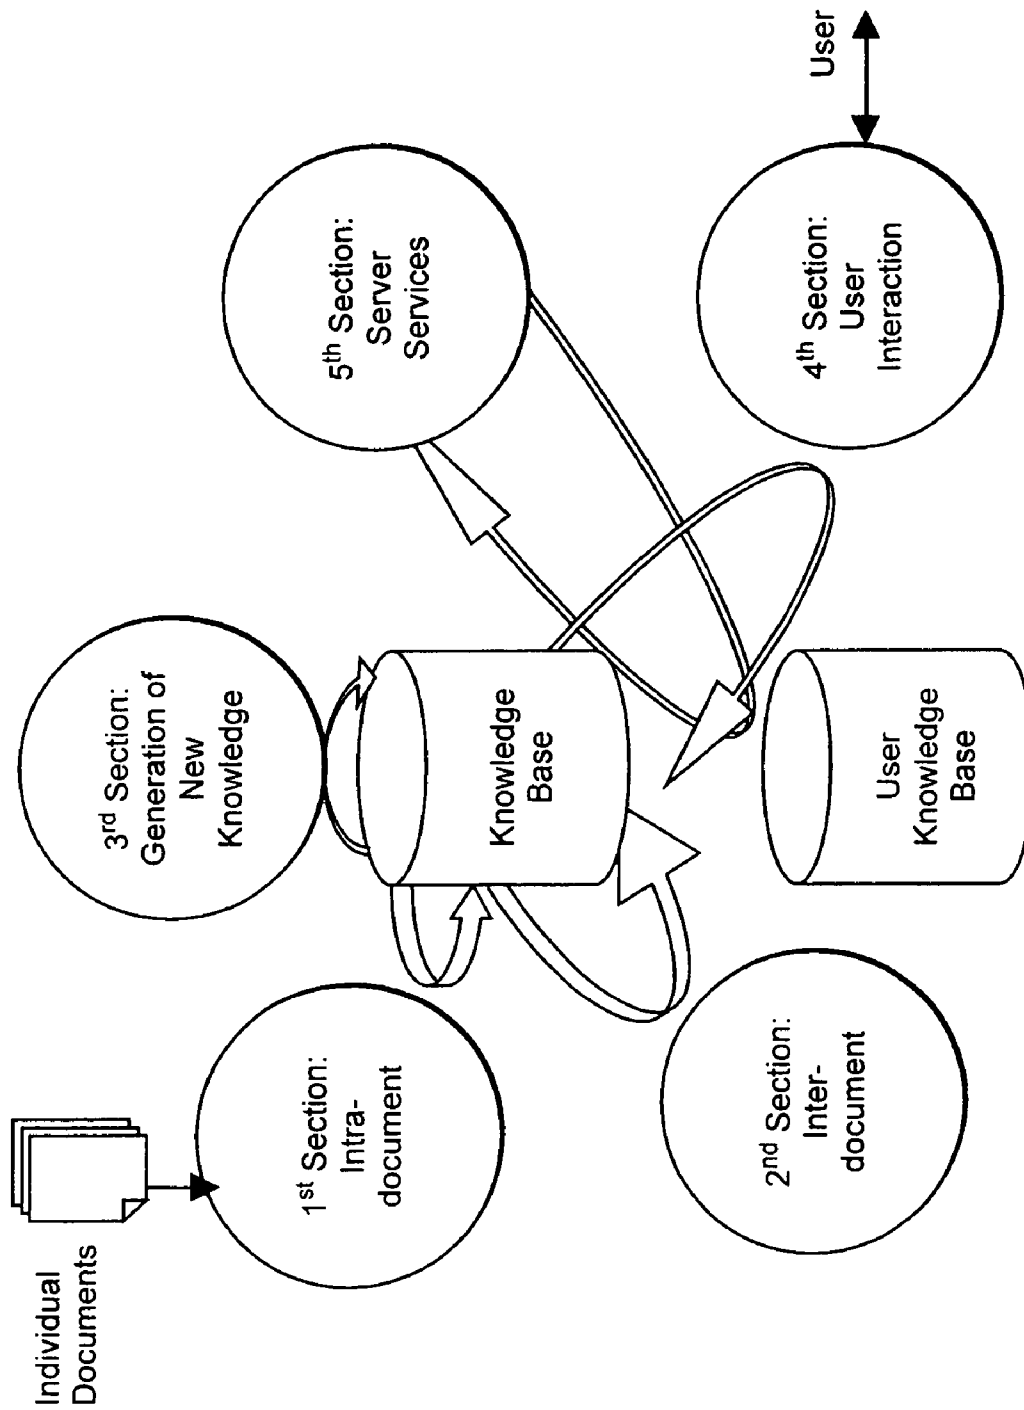 Individual
Documents
1st Section:
Intra-
document
2nd Section:
Inter-
document
3rd Section:
Generation of
New
Knowledge
Knowledge
Base
User
Knowledge
Base
5th Section:
Server
Services
4th Section:
User
Interaction
User